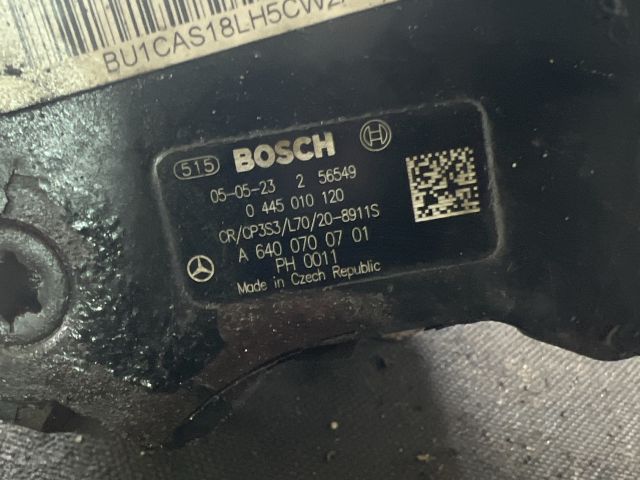 BU1CAS18LH5CW2
515 BOSCH
05-05-23 2 56549
0 445 010 120
CR/CP3S3/L70/20-8911S
A 640 070 07 01
PH 0011
Made in Czech Republic